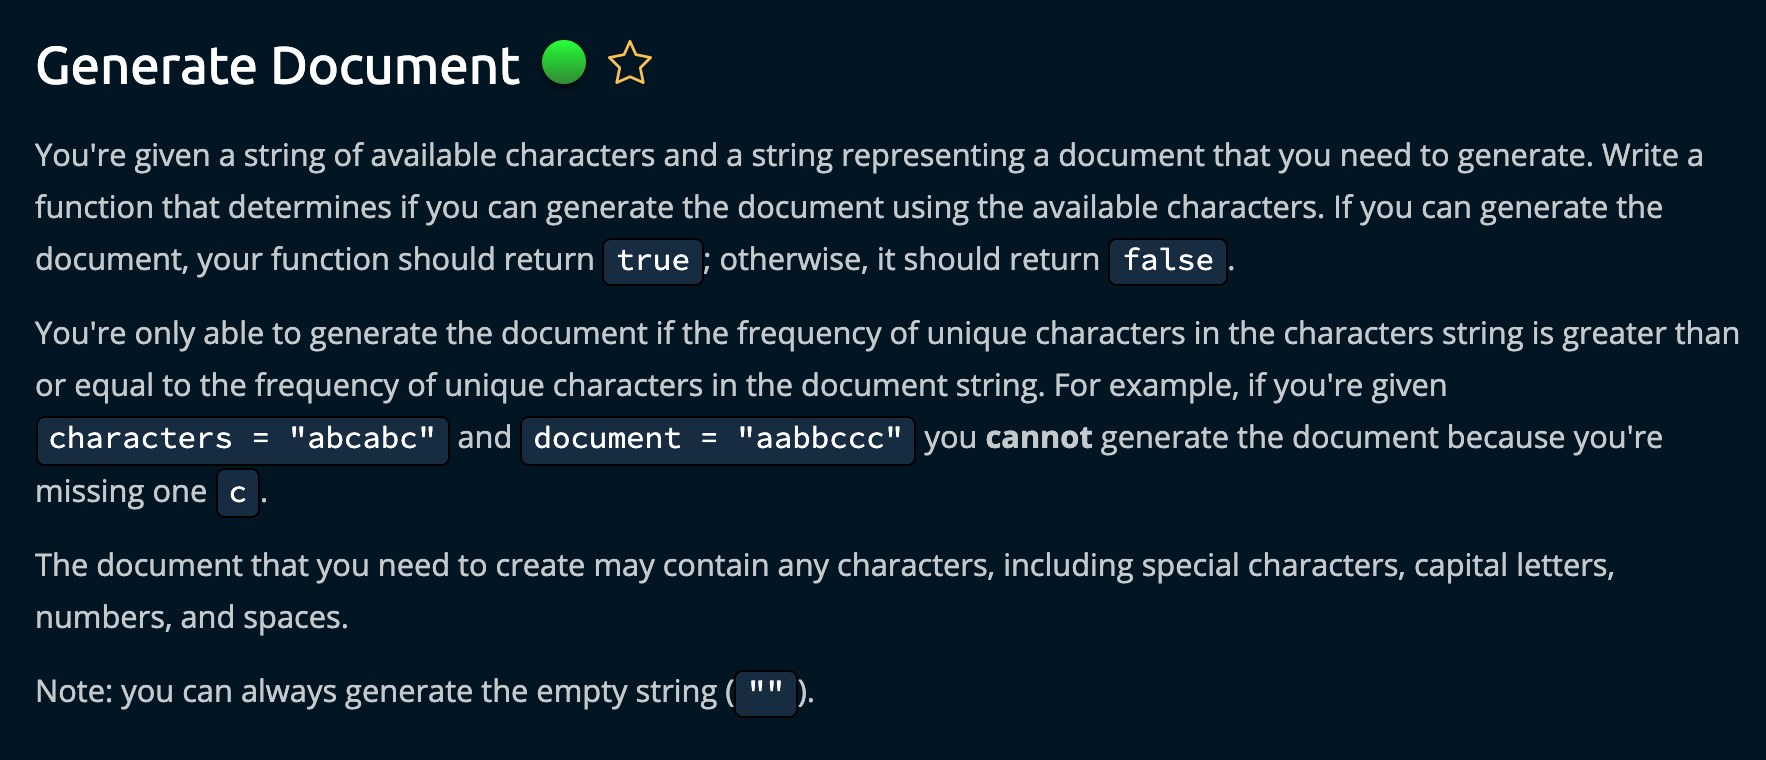 Generate Document
You're given a string of available characters and a string representing a document that you need to generate. Write a
function that determines if you can generate the document using the available characters. If you can generate the
document, your function should return true; otherwise, it should return false.
You're only able to generate the document if the frequency of unique characters in the characters string is greater than
or equal to the frequency of unique characters in the document string. For example, if you're given
characters = "abcabc" and document = "aabbccc" you cannot generate the document because you're
missing one c.
The document that you need to create may contain any characters, including special characters, capital letters,
numbers, and spaces.
Note: you can always generate the empty string ("").